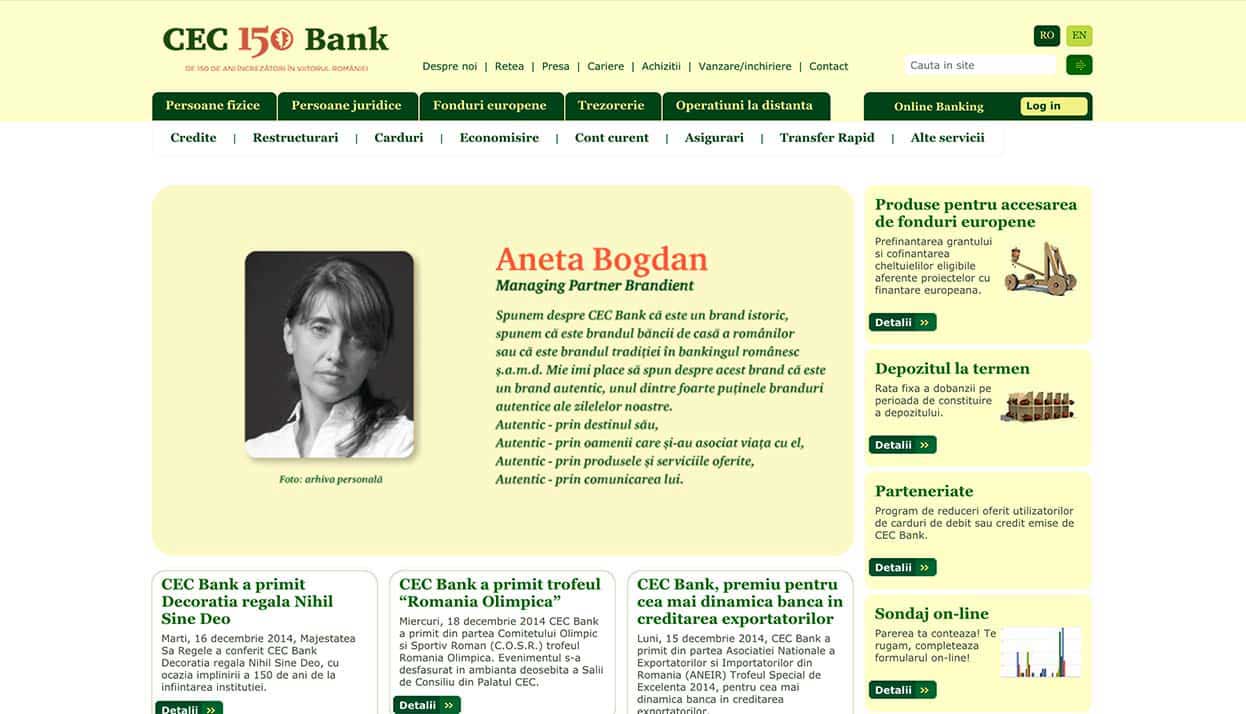 CEC 150 Bank
DE 150 DE ANI ÎNCREZĂTORI ÎN VIITORUL ROMÂNIEI
RO EN
Despre noi | Retea | Presa | Cariere | Achizitii | Vanzare/inchiriere | Contact
Cauta in site
Persoane fizice
Persoane juridice
Fonduri europene
Trezorerie
Operatiuni la distanta
Online Banking
Log in
Credite | Restructurari | Carduri | Economisire | Cont curent | Asigurari | Transfer Rapid | Alte servicii
Aneta Bogdan
Managing Partner Brandient
Spunem despre CEC Bank că este un brand istoric,
spunem că este brandul băncii de casă a românilor
sau că este brandul tradiției în bankingul românesc
ș.a.m.d. Mie îmi place să spun despre acest brand că este
un brand autentic, unul dintre foarte puținele branduri
autentice ale zilelelor noastre.
Autentic - prin destinul său,
Autentic - prin oamenii care și-au asociat viața cu el,
Autentic - prin produsele și serviciile oferite,
Autentic - prin comunicarea lui.
Foto: arhiva personală
Produse pentru accesarea
de fonduri europene
Prefinantarea grantului
si cofinantarea
cheltuielilor eligibile
aferente proiectelor cu
finantare europeana.
Detalii »
Depozitul la termen
Rata fixa a dobanzii pe
perioada de constituire
a depozitului.
Detalii »
Parteneriate
Program de reduceri oferit utilizatorilor
de carduri de debit sau credit emise de
CEC Bank.
Detalii »
Sondaj on-line
Parerea ta conteaza! Te
rugam, completeaza
formularul on-line!
Detalii »
CEC Bank a primit
Decoratia regala Nihil
Sine Deo
Marti, 16 decembrie 2014, Majestatea
Sa Regele a conferit CEC Bank
Decoratia regala Nihil Sine Deo, cu
ocazia implinirii a 150 de ani de la
infiintarea institutiei.
Detalii »
CEC Bank a primit trofeul
“Romania Olimpica”
Miercuri, 18 decembrie 2014 CEC Bank
a primit din partea Comitetului Olimpic
si Sportiv Roman (C.O.S.R.) trofeul
Romania Olimpica. Evenimentul s-a
desfasurat in ambianta deosebita a Salii
de Consiliu din Palatul CEC.
Detalii »
CEC Bank, premiu pentru
cea mai dinamica banca in
creditarea exportatorilor
Luni, 15 decembrie 2014, CEC Bank a
primit din partea Asociatiei Nationale a
Exportatorilor si Importatorilor din
Romania (ANEIR) Trofeul Special de
Excelenta 2014, pentru cea mai
dinamica banca in creditarea
exportatorilor.